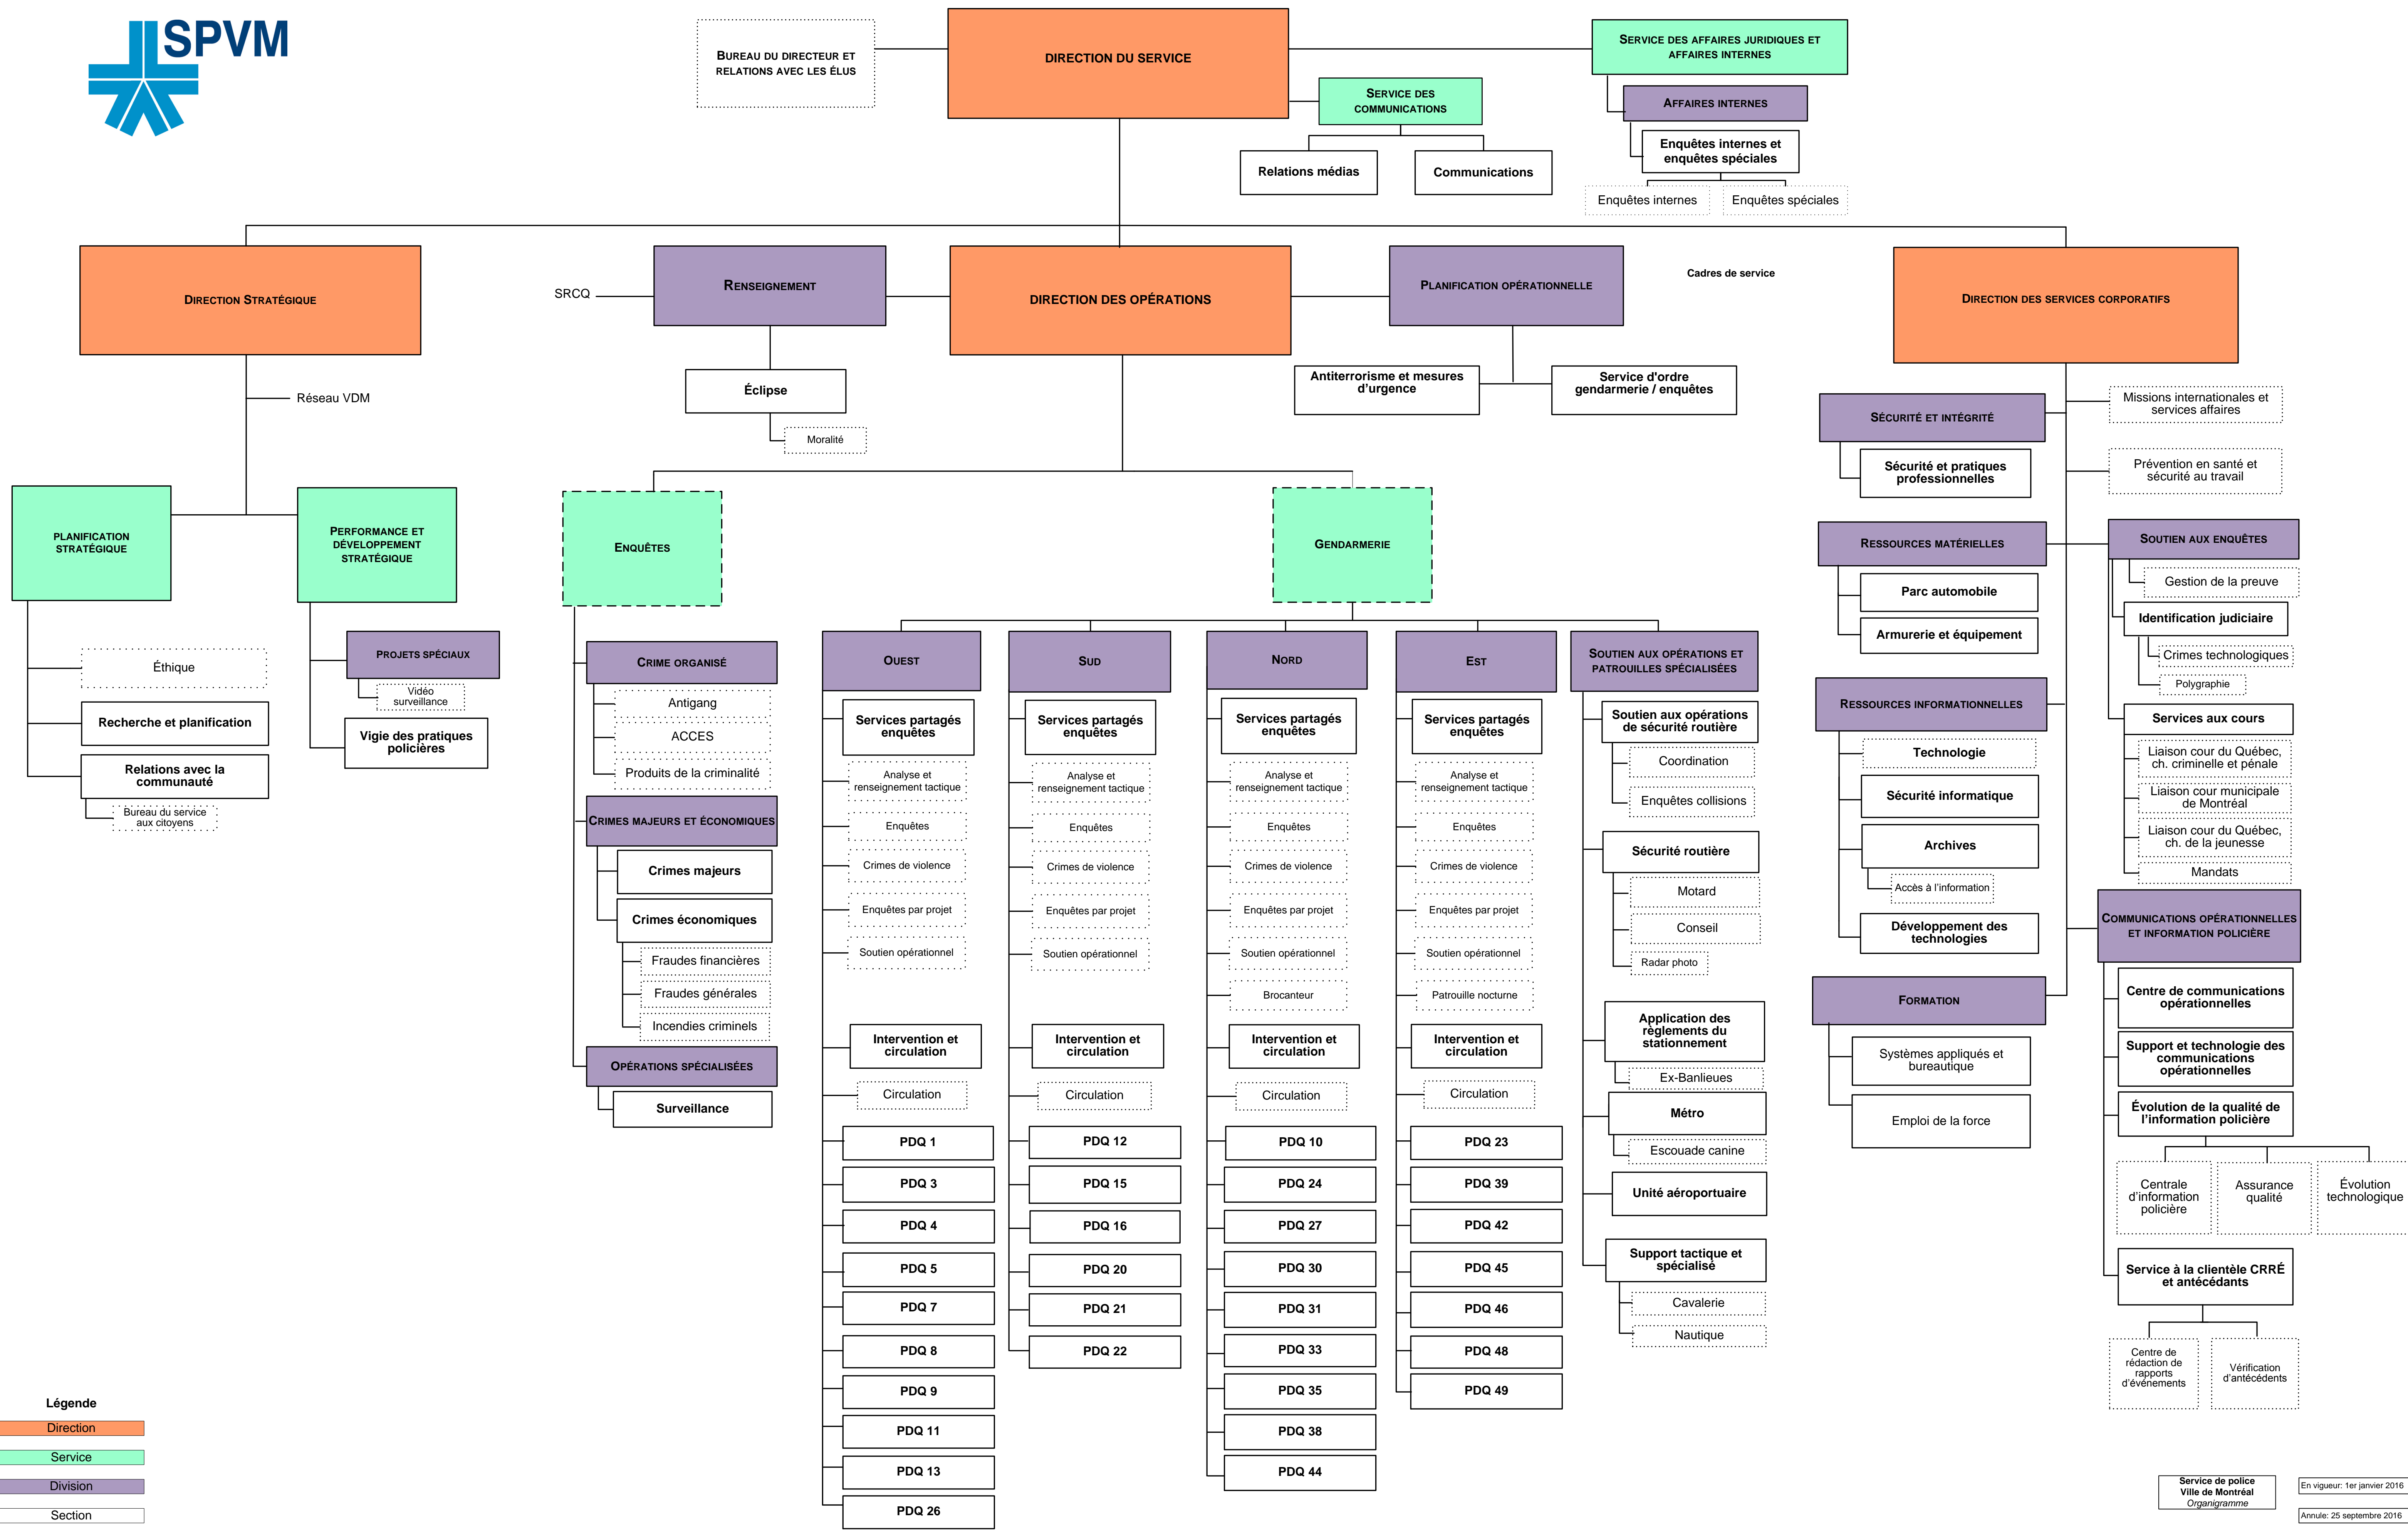 SPVM
BUREAU DU DIRECTEUR ET
RELATIONS AVEC LES ÉLUS
DIRECTION DU SERVICE
SERVICE DES
COMMUNICATIONS
Relations médias
Communications
SERVICE DES AFFAIRES JURIDIQUES ET
AFFAIRES INTERNES
AFFAIRES INTERNES
Enquêtes internes et
enquêtes spéciales
Enquêtes internes
Enquêtes spéciales
DIRECTION STRATÉGIQUE
Réseau VDM
PLANIFICATION
STRATÉGIQUE
Éthique
Recherche et planification
Relations avec la
communauté
Bureau du service
aux citoyens
PERFORMANCE ET
DÉVELOPPEMENT
STRATÉGIQUE
PROJETS SPÉCIAUX
Vidéo
surveillance
Vigie des pratiques
policières
SRCQ
RENSEIGNEMENT
Éclipse
Moralité
DIRECTION DES OPÉRATIONS
PLANIFICATION OPÉRATIONNELLE
Antiterrorisme et mesures
d’urgence
Service d'ordre
gendarmerie / enquêtes
Cadres de service
ENQUÊTES
CRIME ORGANISÉ
Antigang
ACCES
Produits de la criminalité
CRIMES MAJEURS ET ÉCONOMIQUES
Crimes majeurs
Crimes économiques
Fraudes financières
Fraudes générales
Incendies criminels
OPÉRATIONS SPÉCIALISÉES
Surveillance
GENDARMERIE
OUEST
Services partagés
enquêtes
Analyse et
renseignement tactique
Enquêtes
Crimes de violence
Enquêtes par projet
Soutien opérationnel
Intervention et
circulation
Circulation
PDQ 1
PDQ 3
PDQ 4
PDQ 5
PDQ 7
PDQ 8
PDQ 9
PDQ 11
PDQ 13
PDQ 26
SUD
Services partagés
enquêtes
Analyse et
renseignement tactique
Enquêtes
Crimes de violence
Enquêtes par projet
Soutien opérationnel
Intervention et
circulation
Circulation
PDQ 12
PDQ 15
PDQ 16
PDQ 20
PDQ 21
PDQ 22
NORD
Services partagés
enquêtes
Analyse et
renseignement tactique
Enquêtes
Crimes de violence
Enquêtes par projet
Soutien opérationnel
Brocanteur
Intervention et
circulation
Circulation
PDQ 10
PDQ 24
PDQ 27
PDQ 30
PDQ 31
PDQ 33
PDQ 35
PDQ 38
PDQ 44
EST
Services partagés
enquêtes
Analyse et
renseignement tactique
Enquêtes
Crimes de violence
Enquêtes par projet
Soutien opérationnel
Patrouille nocturne
Intervention et
circulation
Circulation
PDQ 23
PDQ 39
PDQ 42
PDQ 45
PDQ 46
PDQ 48
PDQ 49
SOUTIEN AUX OPÉRATIONS ET
PATROUILLES SPÉCIALISÉES
Soutien aux opérations
de sécurité routière
Coordination
Enquêtes collisions
Sécurité routière
Motard
Conseil
Radar photo
Application des
règlements du
stationnement
Ex-Banlieues
Métro
Escouade canine
Unité aéroportuaire
Support tactique et
spécialisé
Cavalerie
Nautique
DIRECTION DES SERVICES CORPORATIFS
SÉCURITÉ ET INTÉGRITÉ
Sécurité et pratiques
professionnelles
RESSOURCES MATÉRIELLES
Parc automobile
Armurerie et équipement
RESSOURCES INFORMATIONNELLES
Technologie
Sécurité informatique
Archives
Accès à l’information
Développement des
technologies
FORMATION
Systèmes appliqués et
bureautique
Emploi de la force
Missions internationales et
services affaires
Prévention en santé et
sécurité au travail
SOUTIEN AUX ENQUÊTES
Gestion de la preuve
Identification judiciaire
Crimes technologiques
Polygraphie
Services aux cours
Liaison cour du Québec,
ch. criminelle et pénale
Liaison cour municipale
de Montréal
Liaison cour du Québec,
ch. de la jeunesse
Mandats
COMMUNICATIONS OPÉRATIONNELLES
ET INFORMATION POLICIÈRE
Centre de communications
opérationnelles
Support et technologie des
communications
opérationnelles
Évolution de la qualité de
l’information policière
Centrale
d’information
policière
Assurance
qualité
Évolution
technologique
Service à la clientèle CRRÉ
et antécédants
Centre de
rédaction de
rapports
d’événements
Vérification
d’antécédents
Légende
Direction
Service
Division
Section
Service de police
Ville de Montréal
Organigramme
En vigueur: 1er janvier 2016
Annule: 25 septembre 2016